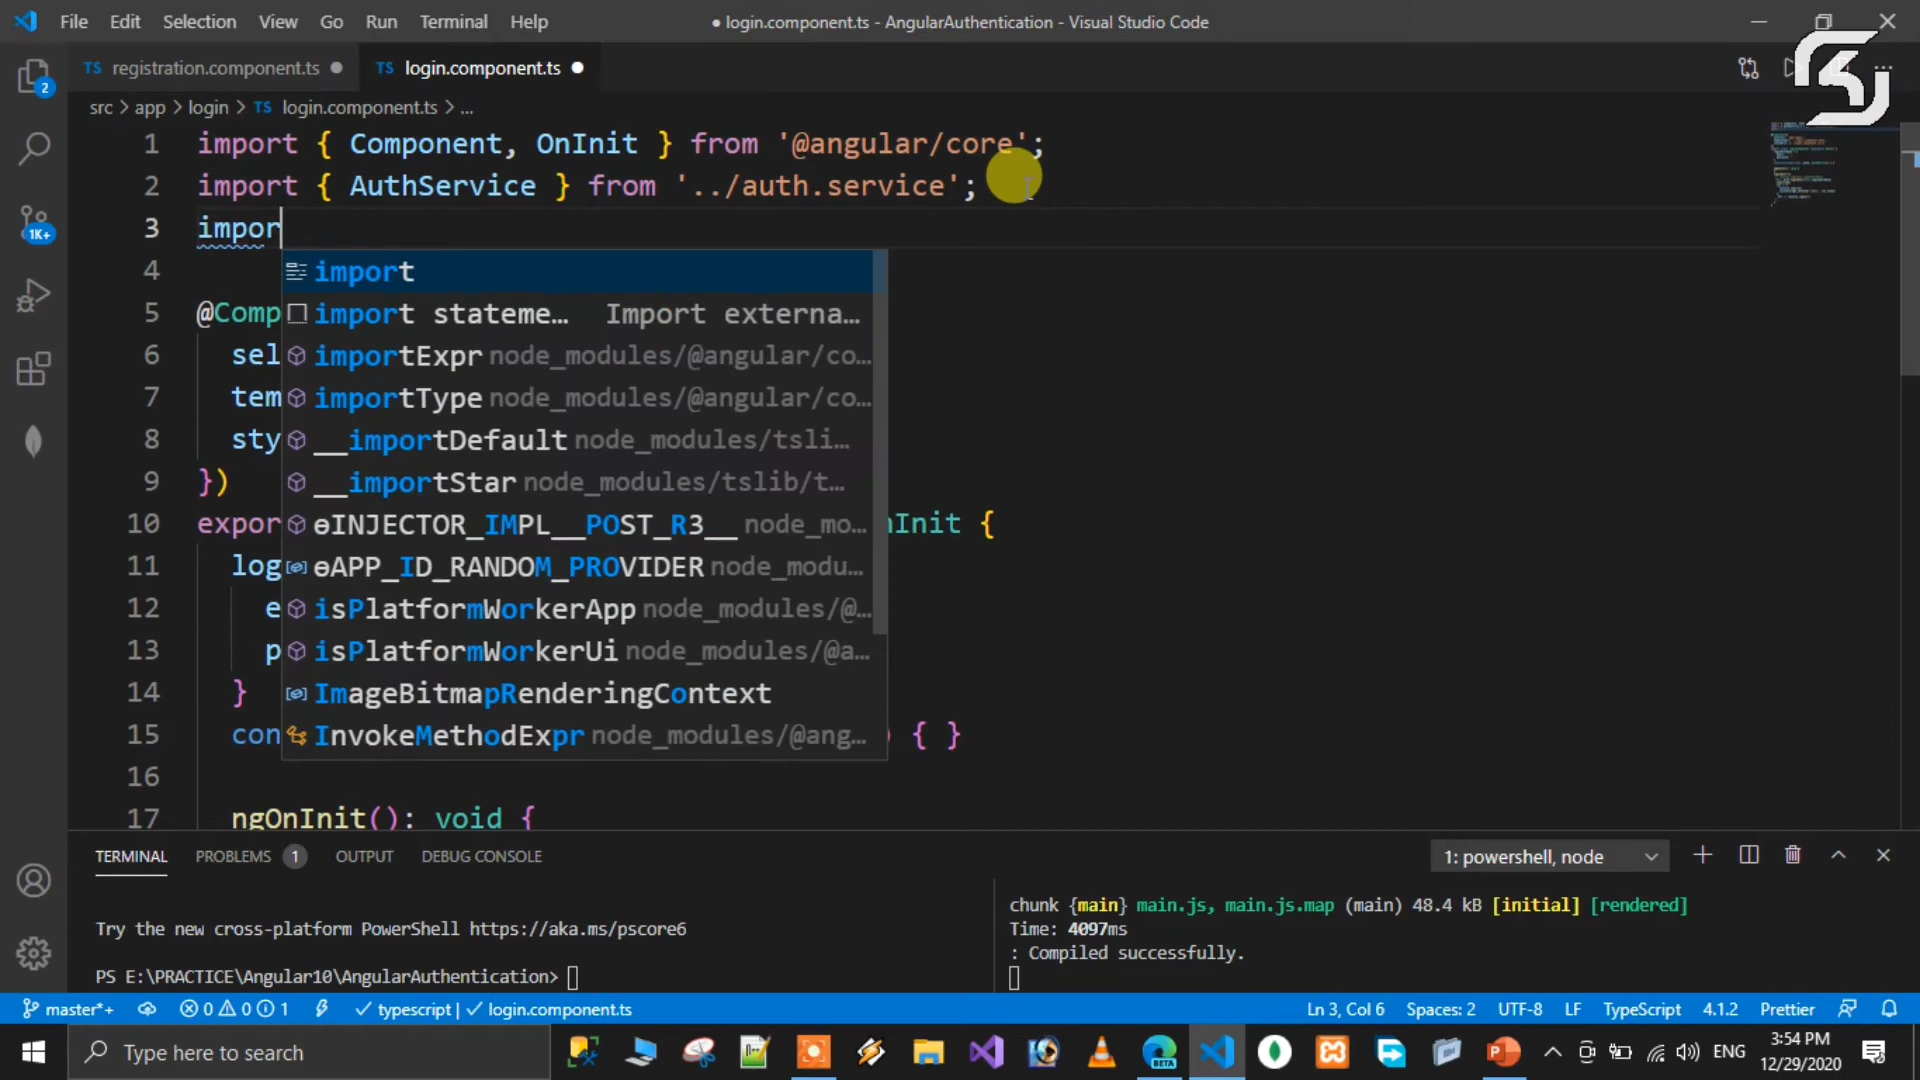 File Edit Selection View Go Run Terminal Help
● login.component.ts - AngularAuthentication - Visual Studio Code
TS registration.component.ts ● TS login.component.ts ●
src > app > login > TS login.component.ts > ...
2
1K+
1 import { Component, OnInit } from '@angular/core';
2 import { AuthService } from '../auth.service';
3 impor
4 import
5 @Comp import stateme… Import externa…
6 sel importExpr node_modules/@angular/co…
7 tem importType node_modules/@angular/co…
8 sty __importDefault node_modules/tsli…
9 }) __importStar node_modules/tslib/t…
10 expor ɵINJECTOR_IMPL__POST_R3__ node_mo… nInit {
11 log ɵAPP_ID_RANDOM_PROVIDER node_modu…
12 e isPlatformWorkerApp node_modules/@…
13 p isPlatformWorkerUi node_modules/@a…
14 } ImageBitmapRenderingContext
15 con InvokeMethodExpr node_modules/@ang… ) { }
16
17 ngOnInit(): void {
TERMINAL PROBLEMS 1 OUTPUT DEBUG CONSOLE 1: powershell, node
Try the new cross-platform PowerShell https://aka.ms/pscore6
PS E:\PRACTICE\Angular10\AngularAuthentication>
chunk {main} main.js, main.js.map (main) 48.4 kB [initial] [rendered]
Time: 4097ms
: Compiled successfully.
master*+ 0 0 1 typescript | login.component.ts Ln 3, Col 6 Spaces: 2 UTF-8 LF TypeScript 4.1.2 Prettier
Type here to search
BETA
ENG
3:54 PM
12/29/2020